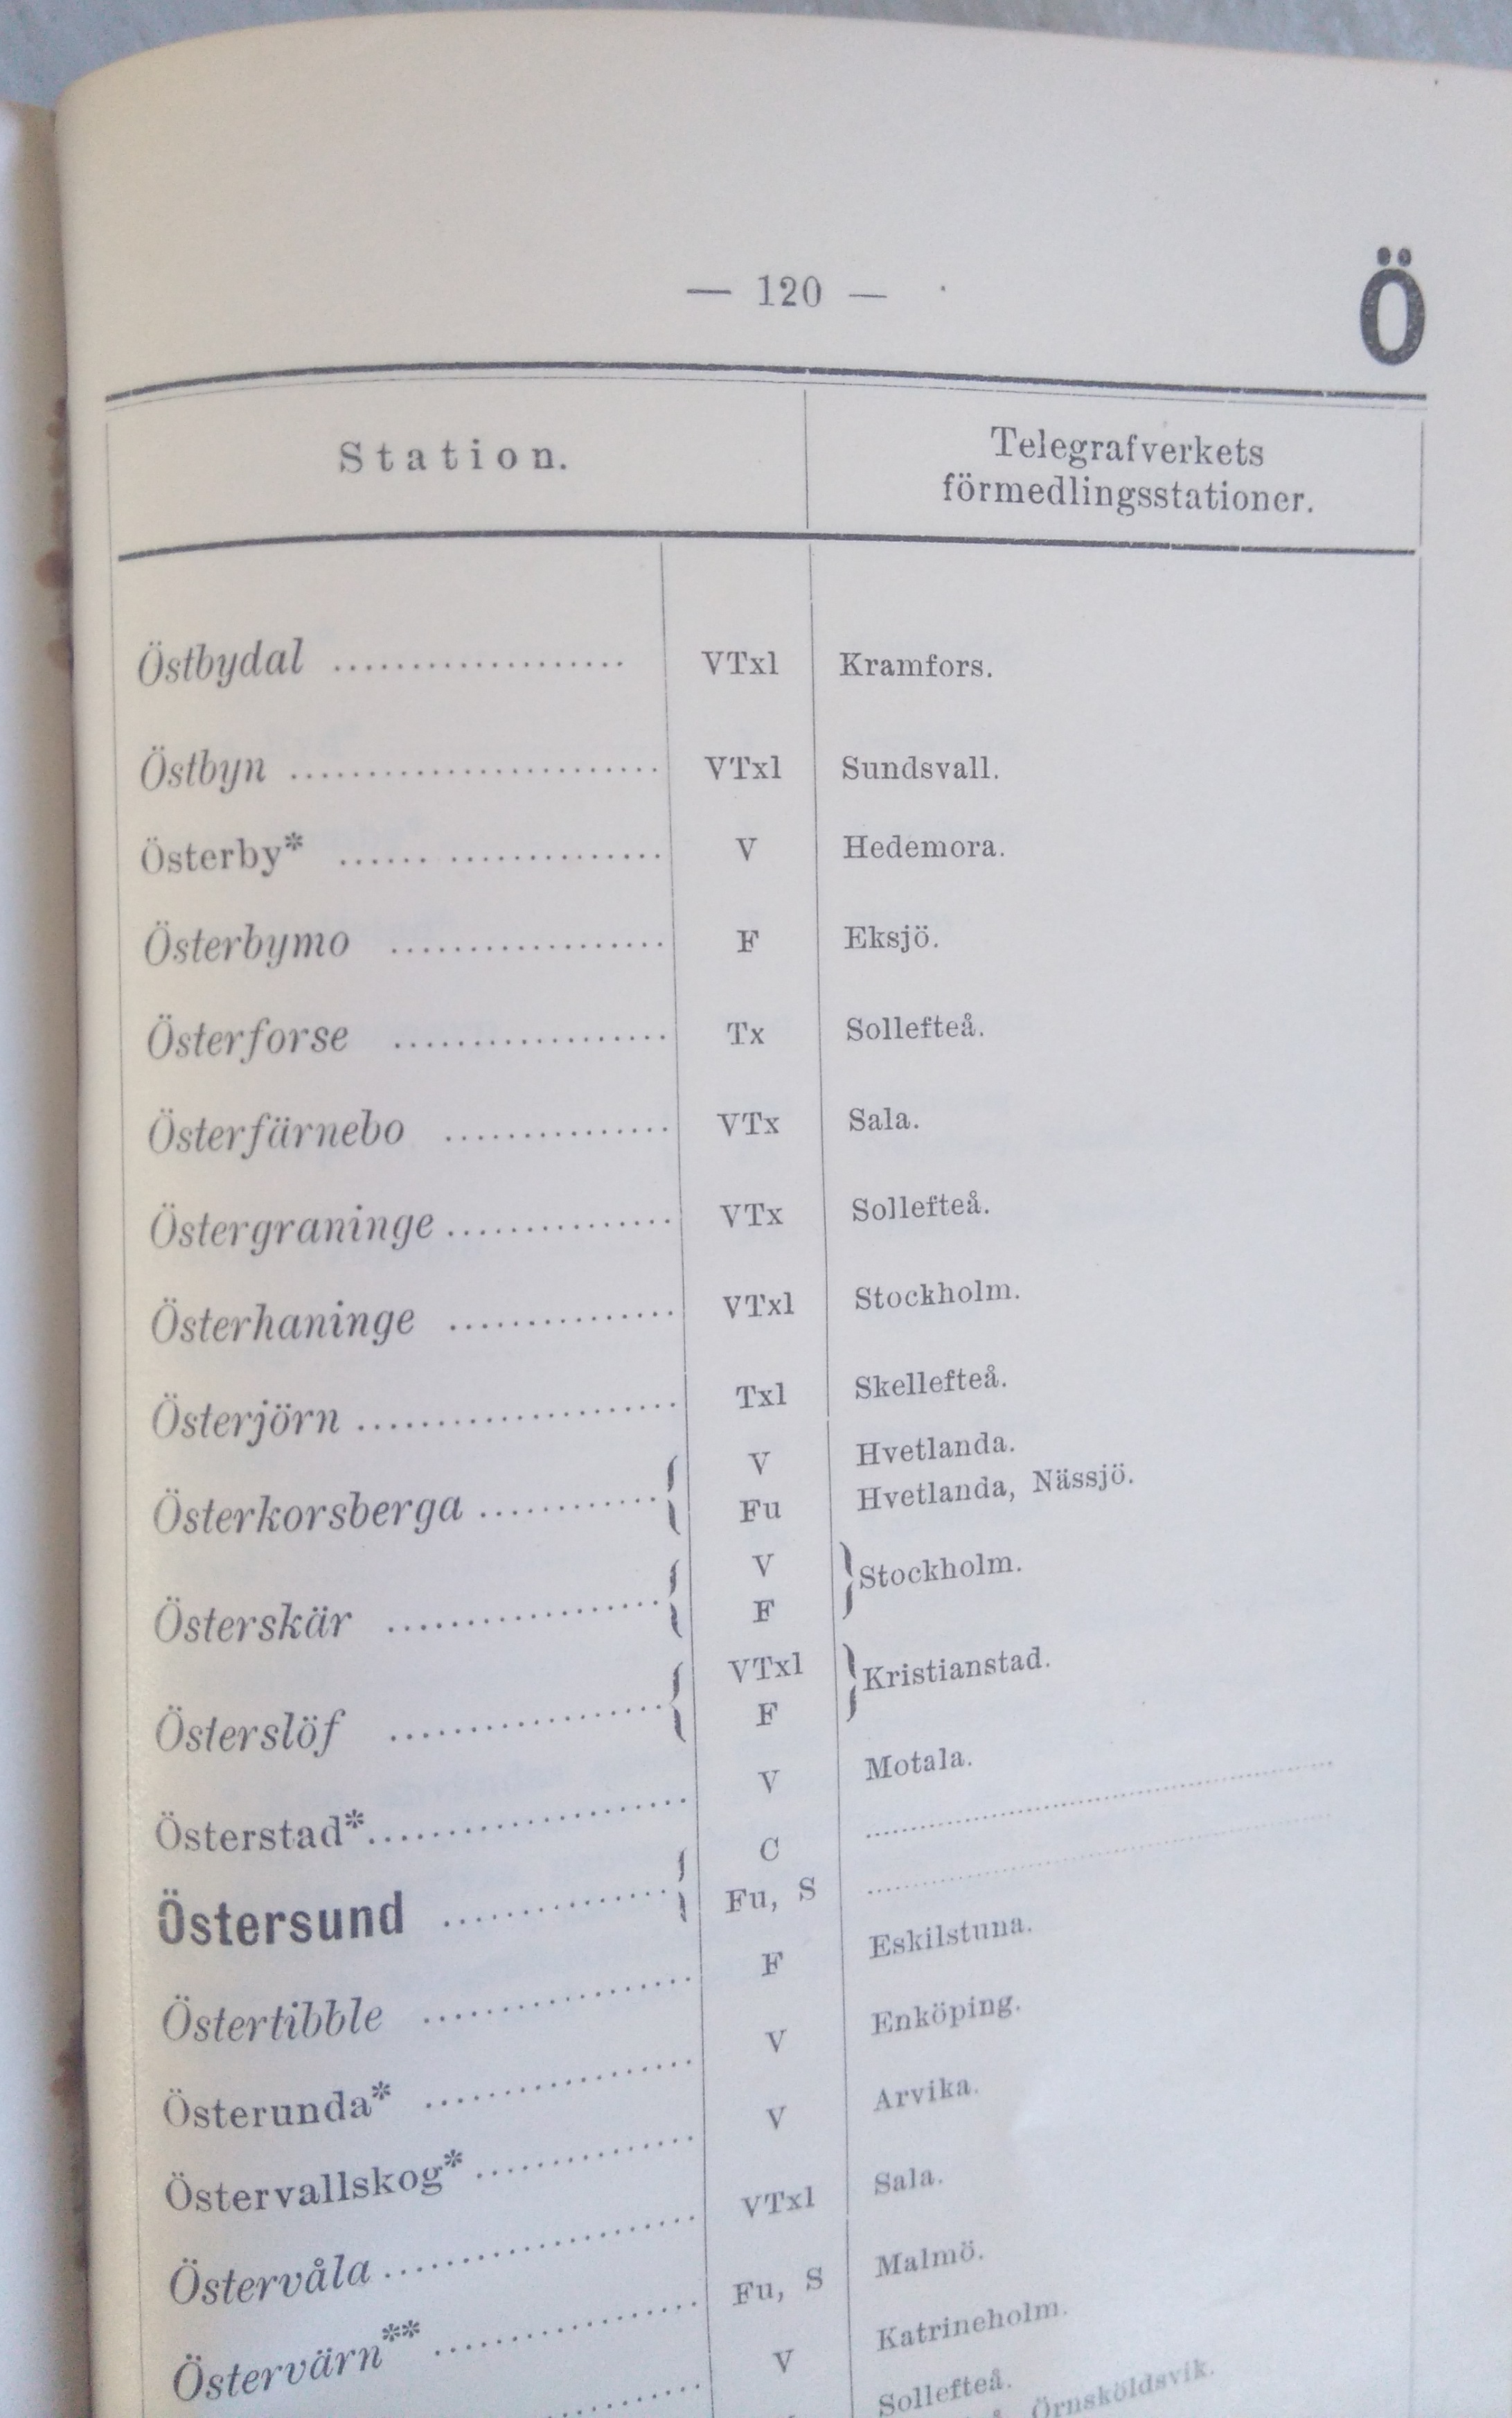 — 120 —
Ö
Station.
Telegrafverkets
förmedlingsstationer.
Östbydal ................... VTxl Kramfors.
Östbyn ........................ VTxl Sundsvall.
Österby* ...... .............. V Hedemora.
Österbymo .................. F Eksjö.
Österforse .................. Tx Sollefteå.
Österfärnebo ............... VTx Sala.
Östergraninge ............... VTx Sollefteå.
Österhaninge ............... VTxl Stockholm.
Österjörn ..................... Txl Skellefteå.
V Hvetlanda.
Österkorsberga ............ { Fu Hvetlanda, Nässjö.
V
Österskär .................. { F } Stockholm.
VTxl
Österslöf .................. { F } Kristianstad.
Österstad* ..................... V Motala.
C ..............................
Östersund ............... { Fu, S ..............................
Östertibble .................. F Eskilstuna.
Österunda* .................. V Enköping.
Östervallskog* ............... V Arvika.
Östervåla ..................... VTxl Sala.
Östervärn** .................. Fu, S Malmö.
V Katrineholm.
Sollefteå.
Örnsköldsvik.